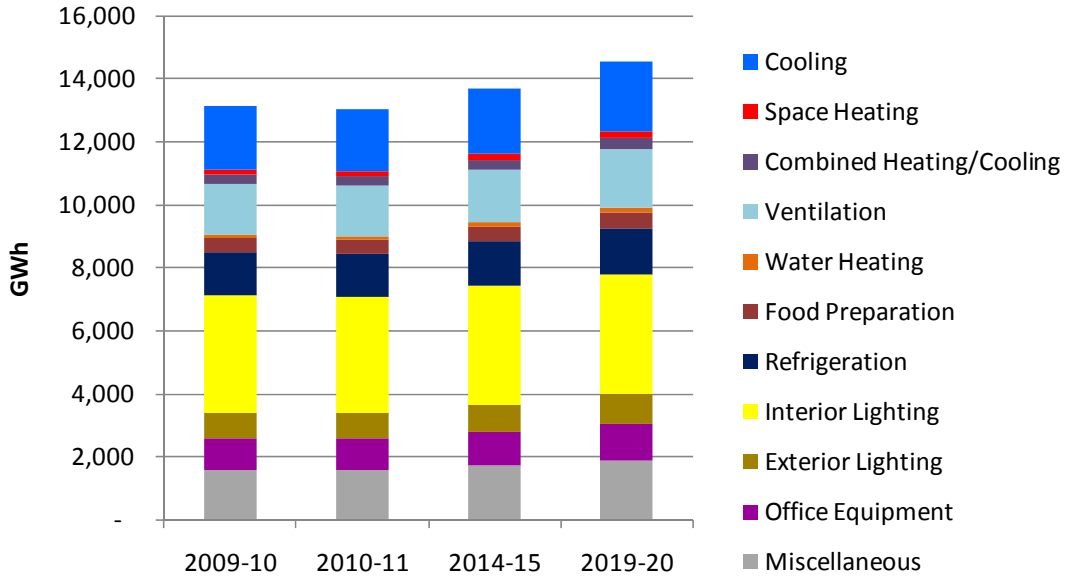 16,000
14,000
12,000
10,000
8,000
6,000
4,000
2,000
-
GWh
2009-10 2010-11 2014-15 2019-20
Cooling
Space Heating
Combined Heating/Cooling
Ventilation
Water Heating
Food Preparation
Refrigeration
Interior Lighting
Exterior Lighting
Office Equipment
Miscellaneous